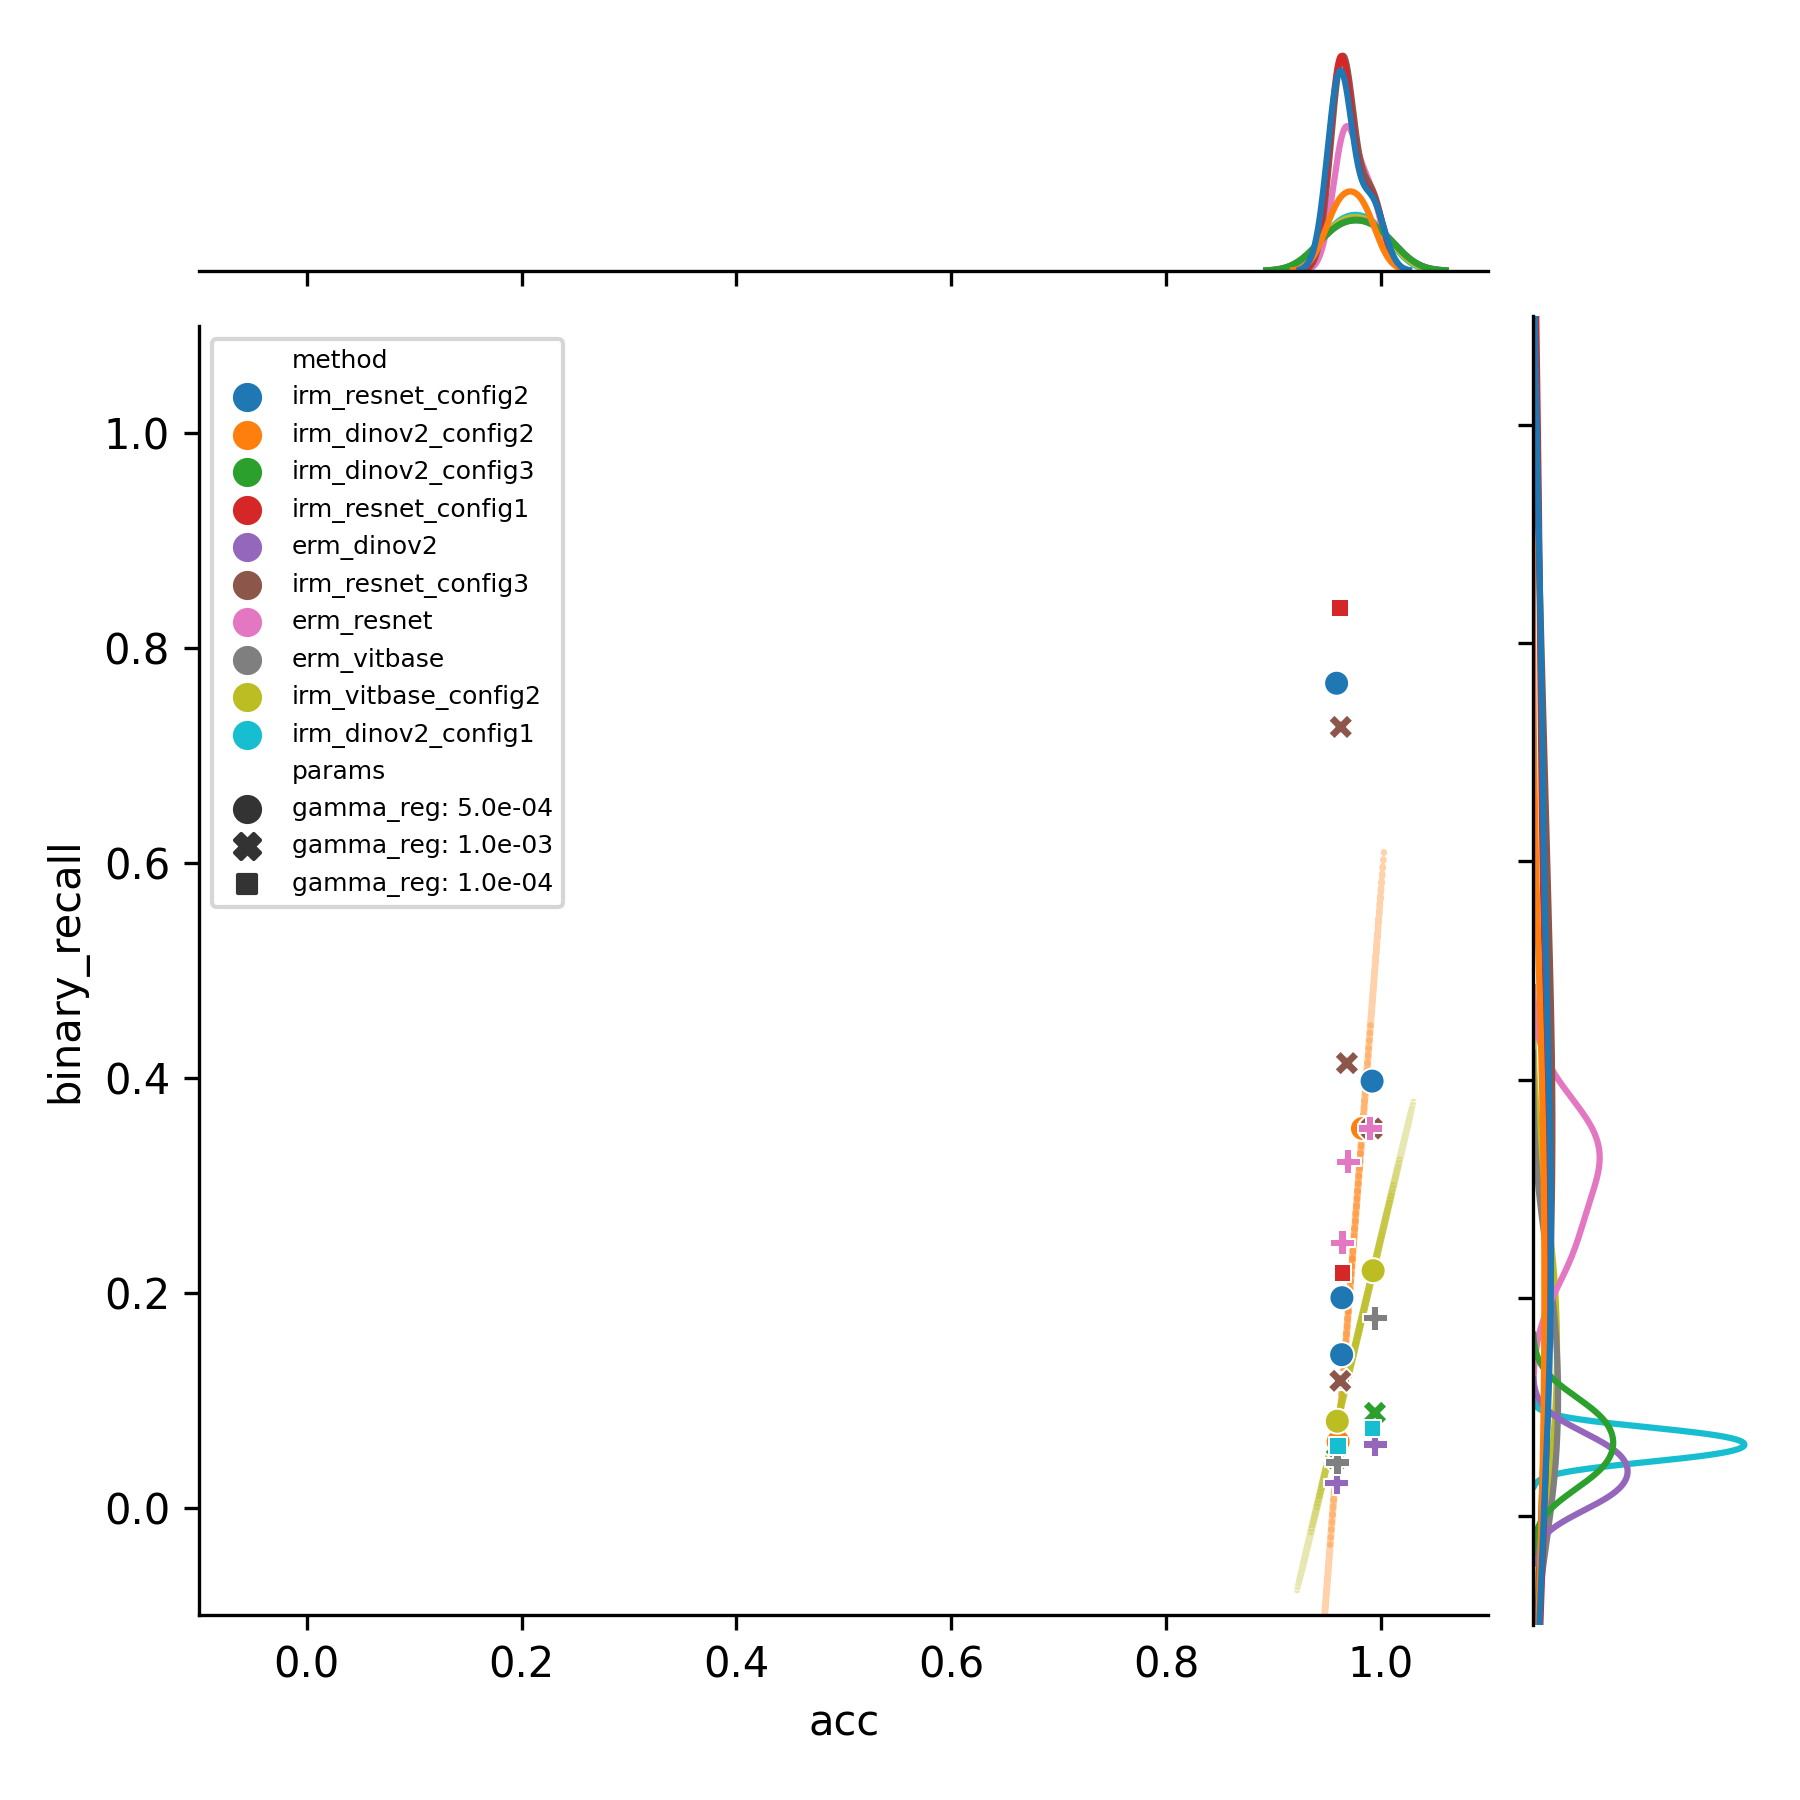 method
irm_resnet_config2
irm_dinov2_config2
irm_dinov2_config3
irm_resnet_config1
erm_dinov2
irm_resnet_config3
erm_resnet
erm_vitbase
irm_vitbase_config2
irm_dinov2_config1
params
gamma_reg: 5.0e-04
gamma_reg: 1.0e-03
gamma_reg: 1.0e-04
1.0
0.8
0.6
0.4
0.2
0.0
binary_recall
0.0 0.2 0.4 0.6 0.8 1.0
acc